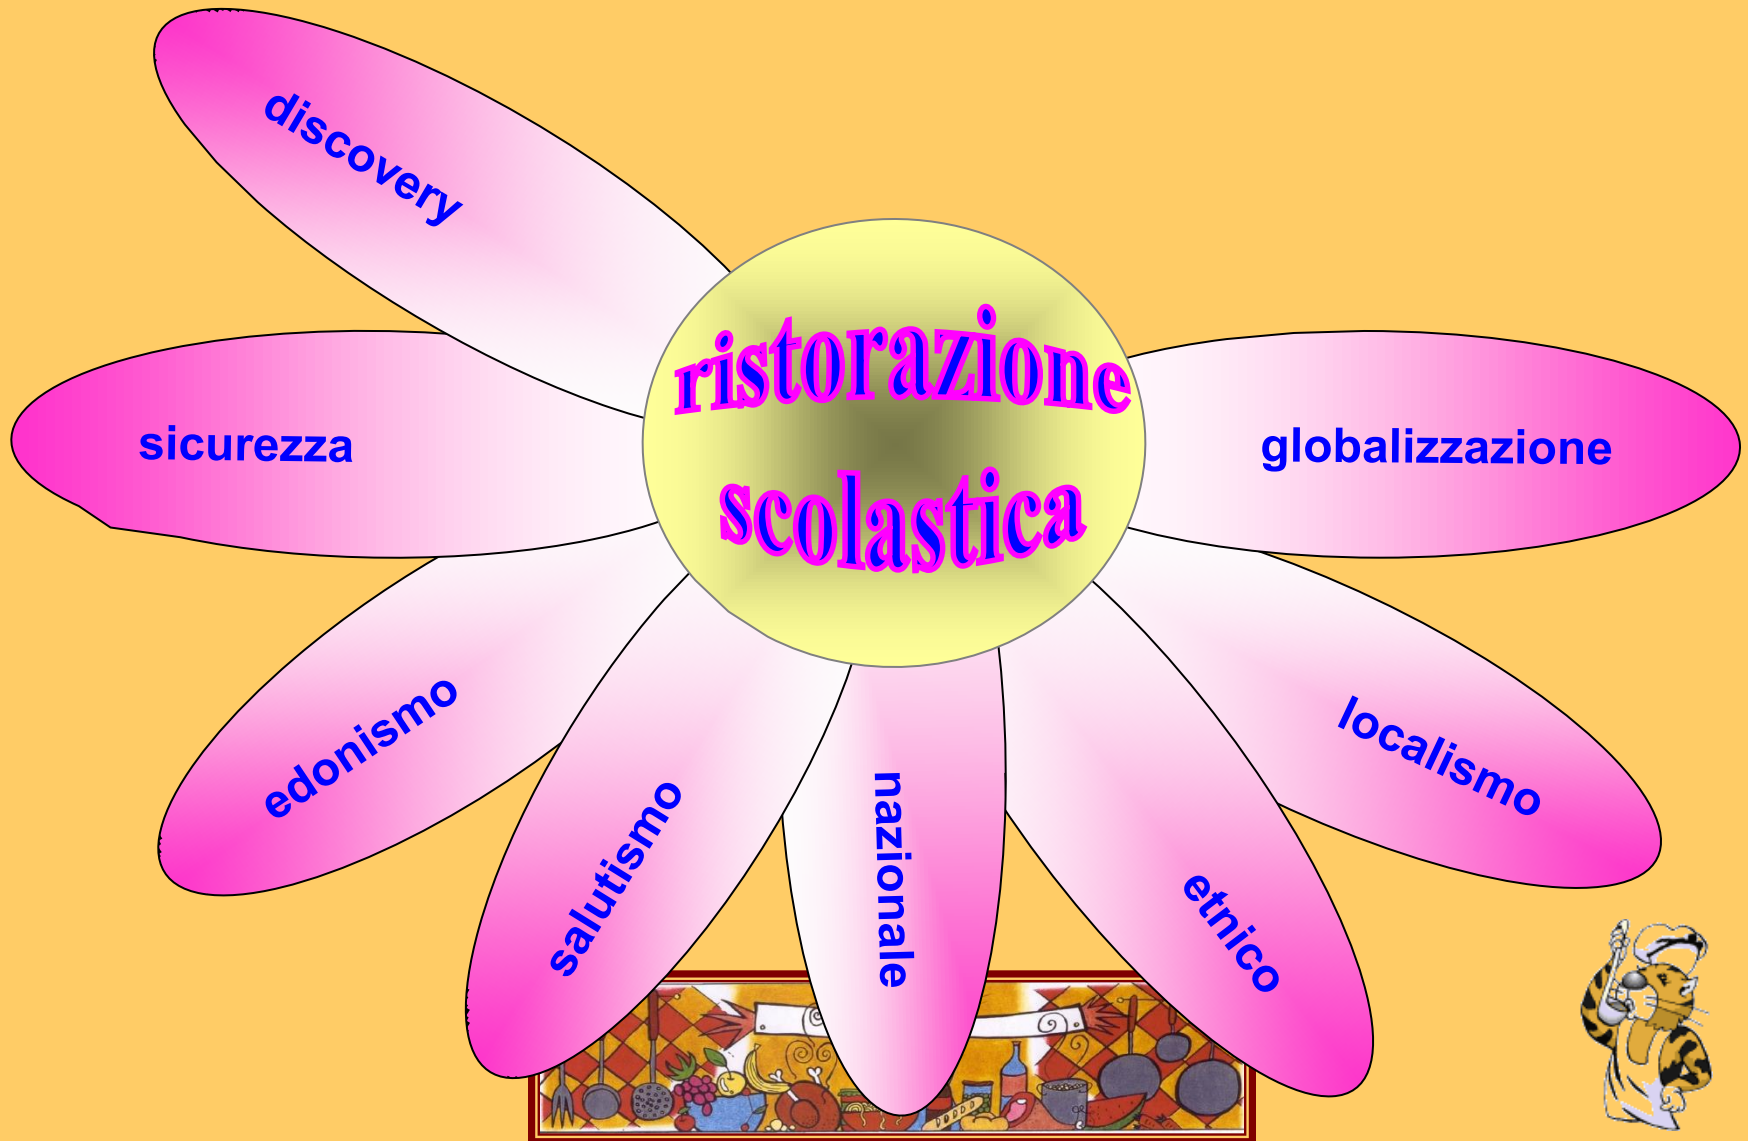 discovery
ristorazione
scolastica
sicurezza
globalizzazione
edonismo
localismo
salutismo
nazionale
etnico